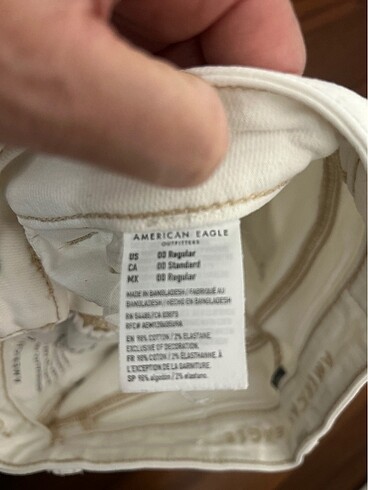 AMERICAN EAGLE
OUTFITTERS
US 00 Regular
CA 00 Standard
MX 00 Regular
MADE IN BANGLADESH / FABRIQUÉ AU
BANGLADESH / HECHO EN BANGLADESH
EN 98% COTTON / 2% ELASTANE.
EXCLUSIVE OF DECORATION.
FR 98% COTON / 2% ÉLASTHANNE, À
L'EXCEPTION DE LA GARNITURE.
SP 98% algodon / 2% elastano.